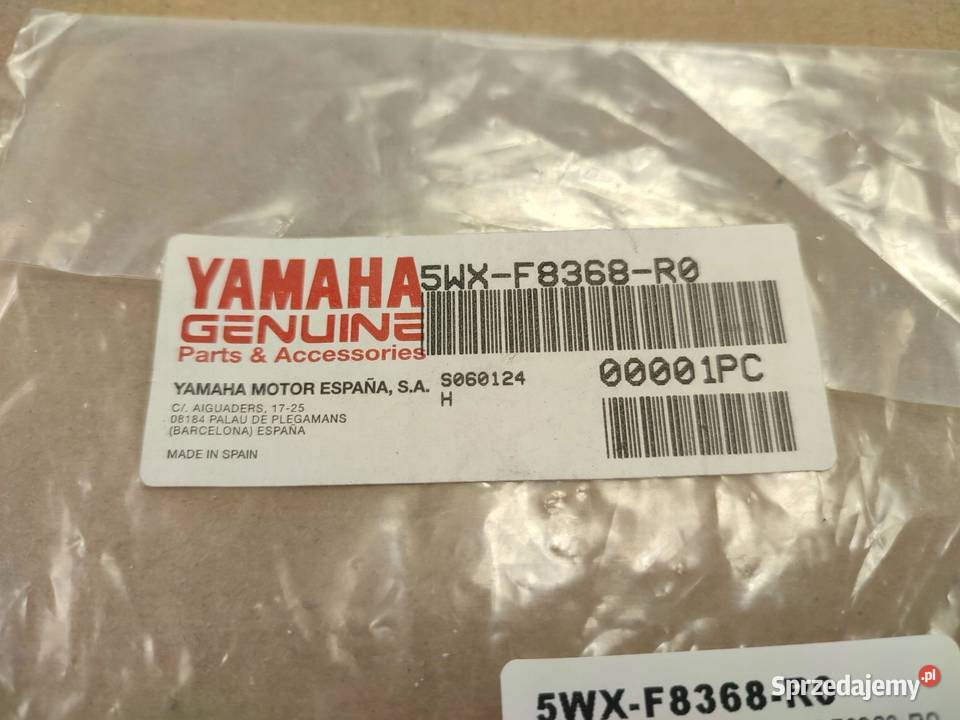 YAMAHA
GENUINE
Parts & Accessories
5WX-F8368-R0
YAMAHA MOTOR ESPAÑA, S.A.
C/. AIGUADERS, 17-25
08184 PALAU DE PLEGAMANS
(BARCELONA) ESPAÑA
MADE IN SPAIN
S060124
H
00001PC
5WX-F8368-R0
Sprzedajemy.pl